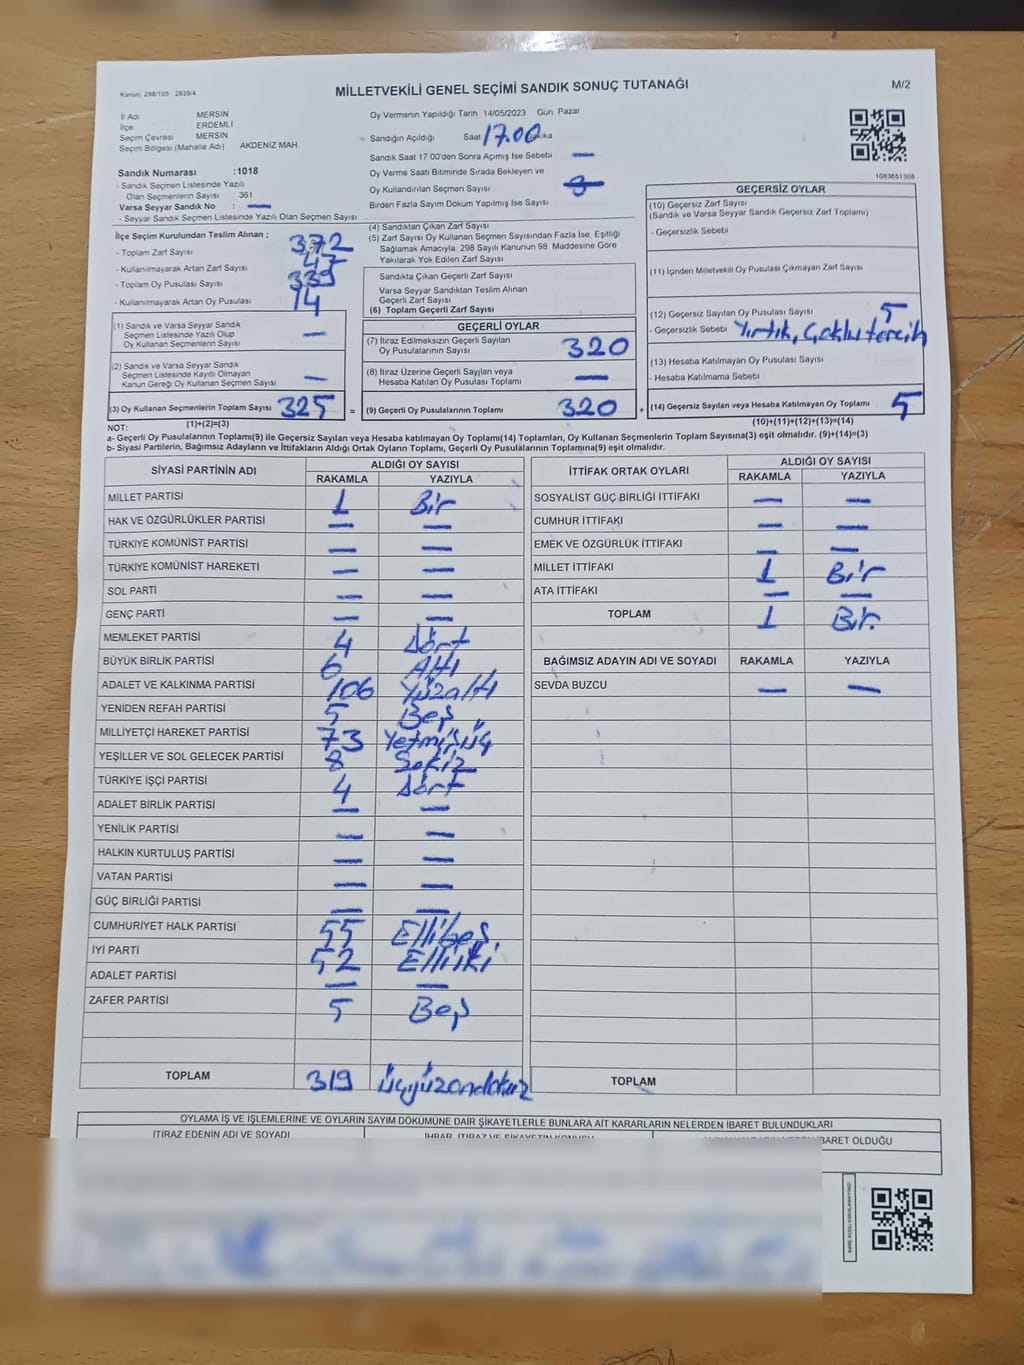 Kanun: 298/105, 2839/4
MİLLETVEKİLİ GENEL SEÇİMİ SANDIK SONUÇ TUTANAĞI
M/2
İl Adı MERSİN
İlçe ERDEMLİ
Seçim Çevresi MERSİN
Seçim Bölgesi (Mahalle Adı) AKDENİZ MAH
Sandık Numarası :1018
- Sandık Seçmen Listesinde Yazılı
Olan Seçmenlerin Sayısı : 361
Varsa Seyyar Sandık No : —
- Seyyar Sandık Seçmen Listesinde Yazılı Olan Seçmen Sayısı
Oy Vermenin Yapıldığı Tarih 14/05/2023 Gün Pazar
Sandığın Açıldığı Saat 17.00 Dakika
Sandık Saat 17:00'den Sonra Açımış İse Sebebi —
Oy Verme Saati Bitiminde Sırada Bekleyen ve
Oy Kullandırılan Seçmen Sayısı
Birden Fazla Sayım Döküm Yapılmış İse Sayısı
1083651308
İlçe Seçim Kurulundan Teslim Alınan ;
- Toplam Zarf Sayısı 372
- Kullanılmayarak Artan Zarf Sayısı 47
- Toplam Oy Pusulası Sayısı 339
- Kullanılmayarak Artan Oy Pusulası 14
(1) Sandık ve Varsa Seyyar Sandık
Seçmen Listesinde Yazılı Olup
Oy Kullanan Seçmenlerin Sayısı —
(2) Sandık ve Varsa Seyyar Sandık
Seçmen Listesinde Kayıtlı Olmayan
Kanun Gereği Oy Kullanan Seçmen Sayısı —
(3) Oy Kullanan Seçmenlerin Toplam Sayısı 325 =
(1)+(2)=(3)
(4) Sandıktan Çıkan Zarf Sayısı
(5) Zarf Sayısı Oy Kullanan Seçmen Sayısından Fazla İse, Eşitliği
Sağlamak Amacıyla, 298 Sayılı Kanunun 98. Maddesine Göre
Yakılarak Yok Edilen Zarf Sayısı
Sandıkta Çıkan Geçerli Zarf Sayısı
Varsa Seyyar Sandıktan Teslim Alınan
Geçerli Zarf Sayısı
(6) Toplam Geçerli Zarf Sayısı
GEÇERLİ OYLAR
(7) İtiraz Edilmeksizin Geçerli Sayılan
Oy Pusulalarının Sayısı 320
(8) İtiraz Üzerine Geçerli Sayılan veya
Hesaba Katılan Oy Pusulası Toplamı —
(9) Geçerli Oy Pusulalarının Toplamı 320 +
GEÇERSİZ OYLAR
(10) Geçersiz Zarf Sayısı
(Sandık ve Varsa Seyyar Sandık Geçersiz Zarf Toplamı)
- Geçersizlik Sebebi
(11) İçinden Milletvekili Oy Pusulası Çıkmayan Zarf Sayısı
(12) Geçersiz Sayılan Oy Pusulası Sayısı 5
- Geçersizlik Sebebi Yırtık, Çoklu tercih
(13) Hesaba Katılmayan Oy Pusulası Sayısı
- Hesaba Katılmama Sebebi
(14) Geçersiz Sayılan veya Hesaba Katılmayan Oy Toplamı 5
(10)+(11)+(12)+(13)=(14)
NOT:
a- Geçerli Oy Pusulalarının Toplamı(9) ile Geçersiz Sayılan veya Hesaba katılmayan Oy Toplamı(14) Toplamları, Oy Kullanan Seçmenlerin Toplam Sayısına(3) eşit olmalıdır. (9)+(14)=(3)
b- Siyasi Partilerin, Bağımsız Adayların ve İttifakların Aldığı Ortak Oyların Toplamı, Geçerli Oy Pusulalarının Toplamına(9) eşit olmalıdır.
SİYASİ PARTİNİN ADI ALDIĞI OY SAYISI
RAKAMLA YAZIYLA
MİLLET PARTİSİ 1 Bir
HAK VE ÖZGÜRLÜKLER PARTİSİ — —
TÜRKİYE KOMÜNİST PARTİSİ — —
TÜRKİYE KOMÜNİST HAREKETİ — —
SOL PARTİ — —
GENÇ PARTİ — —
MEMLEKET PARTİSİ 4 Dört
BÜYÜK BİRLİK PARTİSİ 6 Altı
ADALET VE KALKINMA PARTİSİ 106 Yüzaltı
YENİDEN REFAH PARTİSİ 5 Beş
MİLLİYETÇİ HAREKET PARTİSİ 73 Yetmişüç
YEŞİLLER VE SOL GELECEK PARTİSİ 8 Sekiz
TÜRKİYE İŞÇİ PARTİSİ 4 Dört
ADALET BİRLİK PARTİSİ — —
YENİLİK PARTİSİ — —
HALKIN KURTULUŞ PARTİSİ — —
VATAN PARTİSİ — —
GÜÇ BİRLİĞİ PARTİSİ — —
CUMHURİYET HALK PARTİSİ 55 Ellibeş
İYİ PARTİ 52 Elliiki
ADALET PARTİSİ — —
ZAFER PARTİSİ 5 Beş
TOPLAM 319 üçyüzondokuz
İTTİFAK ORTAK OYLARI ALDIĞI OY SAYISI
RAKAMLA YAZIYLA
SOSYALİST GÜÇ BİRLİĞİ İTTİFAKI — —
CUMHUR İTTİFAKI — —
EMEK VE ÖZGÜRLÜK İTTİFAKI — —
MİLLET İTTİFAKI 1 Bir
ATA İTTİFAKI — —
TOPLAM 1 Bir.
BAĞIMSIZ ADAYIN ADI VE SOYADI RAKAMLA YAZIYLA
SEVDA BUZCU — —
TOPLAM
OYLAMA İŞ VE İŞLEMLERİNE VE OYLARIN SAYIM DÖKÜMÜNE DAİR ŞİKAYETLERLE BUNLARA AİT KARARLARIN NELERDEN İBARET BULUNDUKLARI
İTİRAZ EDENİN ADI VE SOYADI
İHBAR, İTİRAZ VE ŞİKAYETİN KONUSU
İBARET OLDUĞU